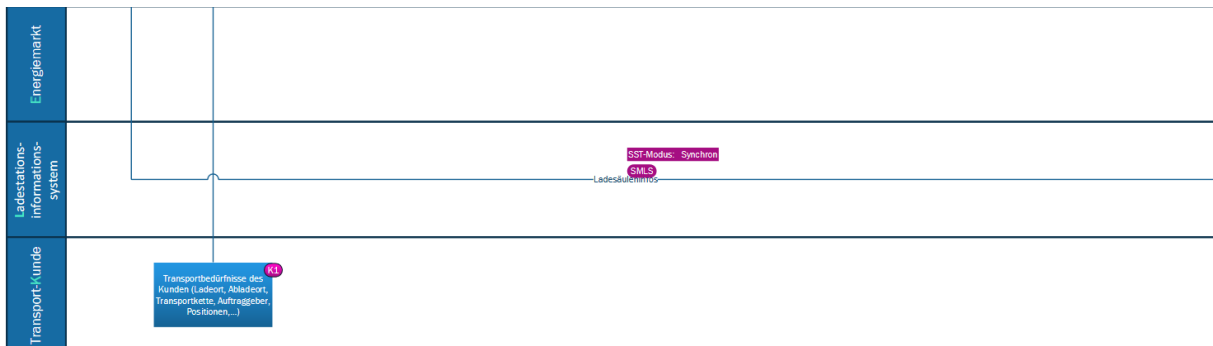 Energiemarkt
Ladestations-
informations-
system
SST-Modus: Synchron
SMLS
Ladesäuleninfos
Transport-Kunde
K1
Transportbedürfnisse des
Kunden (Ladeort, Abladeort,
Transportkette, Auftraggeber,
Positionen,...)